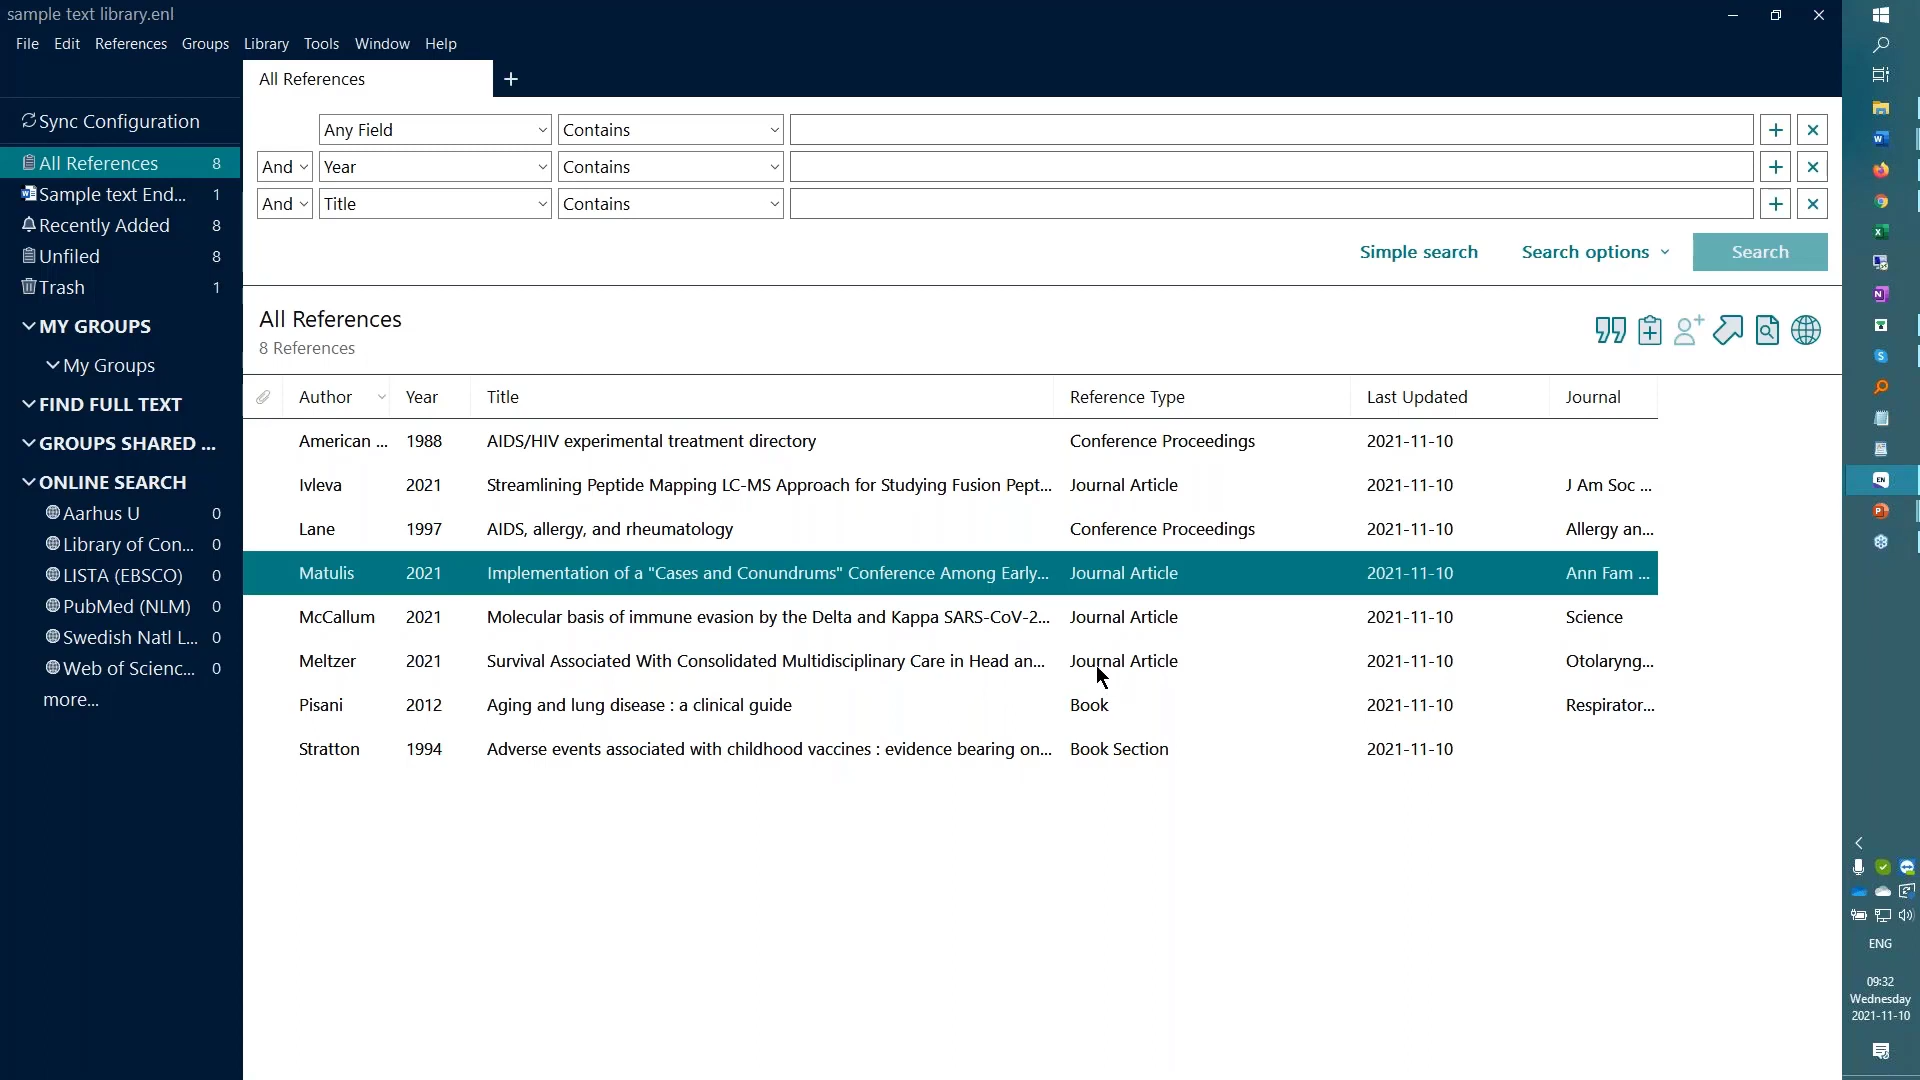 sample text library.enl
File Edit References Groups Library Tools Window Help
All References
Sync Configuration
All References 8
Sample text End... 1
Recently Added 8
Unfiled 8
Trash 1
MY GROUPS
My Groups
FIND FULL TEXT
GROUPS SHARED ...
ONLINE SEARCH
Aarhus U 0
Library of Con... 0
LISTA (EBSCO) 0
PubMed (NLM) 0
Swedish Natl L... 0
Web of Scienc... 0
more...
Any Field Contains
And Year Contains
And Title Contains
Simple search Search options Search
All References
8 References
Author Year Title Reference Type Last Updated Journal
American ... 1988 AIDS/HIV experimental treatment directory Conference Proceedings 2021-11-10
Ivleva 2021 Streamlining Peptide Mapping LC-MS Approach for Studying Fusion Pept... Journal Article 2021-11-10 J Am Soc ...
Lane 1997 AIDS, allergy, and rheumatology Conference Proceedings 2021-11-10 Allergy an...
Matulis 2021 Implementation of a "Cases and Conundrums" Conference Among Early... Journal Article 2021-11-10 Ann Fam ...
McCallum 2021 Molecular basis of immune evasion by the Delta and Kappa SARS-CoV-2... Journal Article 2021-11-10 Science
Meltzer 2021 Survival Associated With Consolidated Multidisciplinary Care in Head an... Journal Article 2021-11-10 Otolaryng...
Pisani 2012 Aging and lung disease : a clinical guide Book 2021-11-10 Respirator...
Stratton 1994 Adverse events associated with childhood vaccines : evidence bearing on... Book Section 2021-11-10
EN
ENG
09:32
Wednesday
2021-11-10